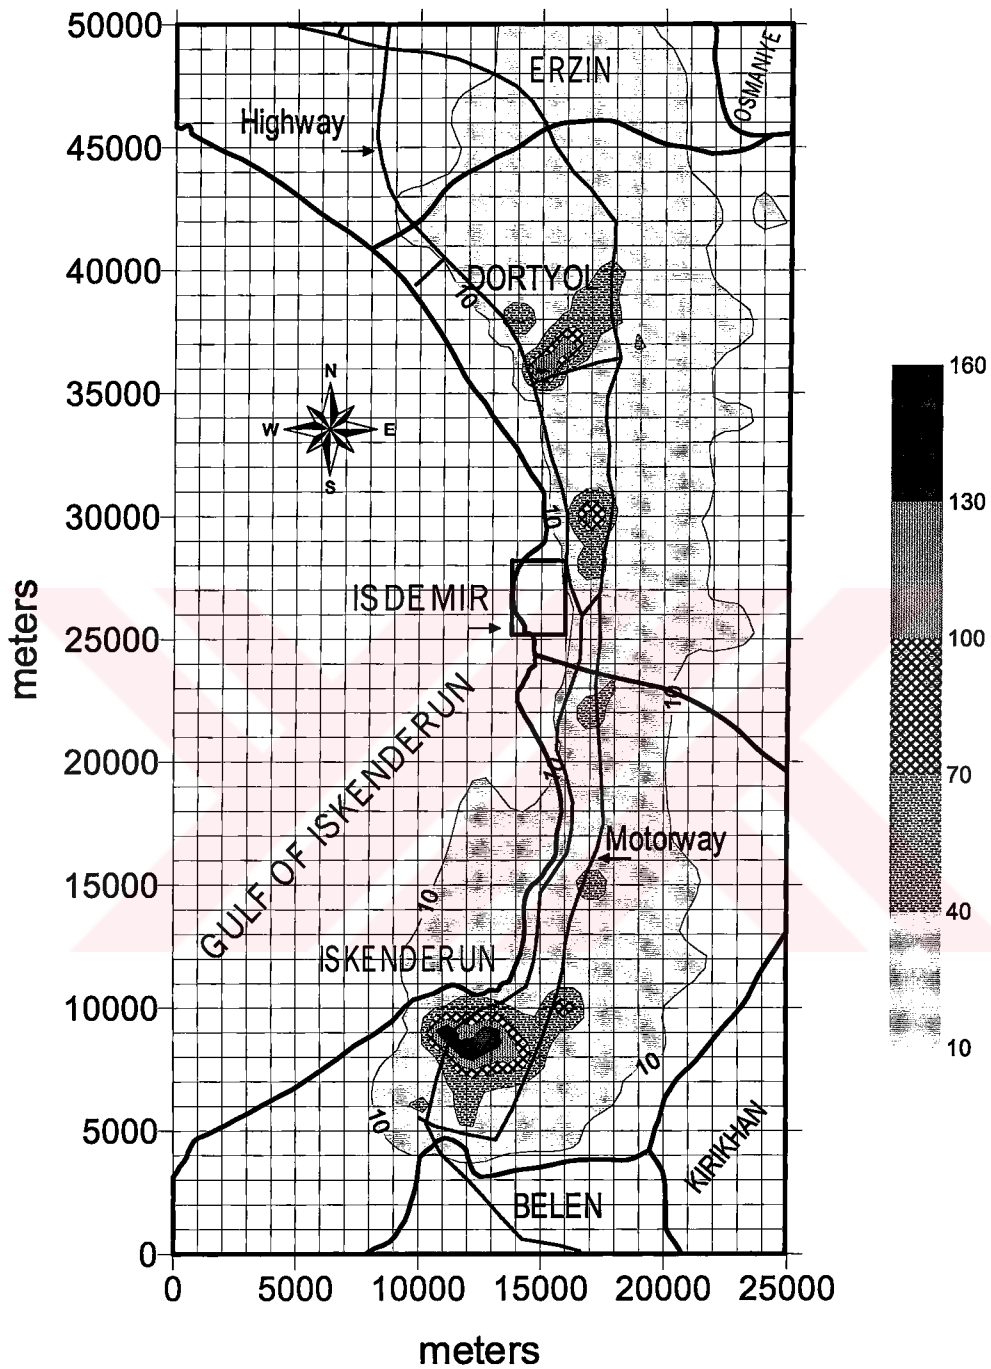 50000
45000
40000
35000
30000
25000
20000
15000
10000
5000
0
meters
0
5000
10000
15000
20000
25000
meters
ERZIN
OSMANIYE
Highway
DORTYOL
10
N
W
E
S
10
ISDEMIR
10
GULF OF ISKENDERUN
10
Motorway
10
ISKENDERUN
10
10
KIRIKHAN
BELEN
160
130
100
70
40
10